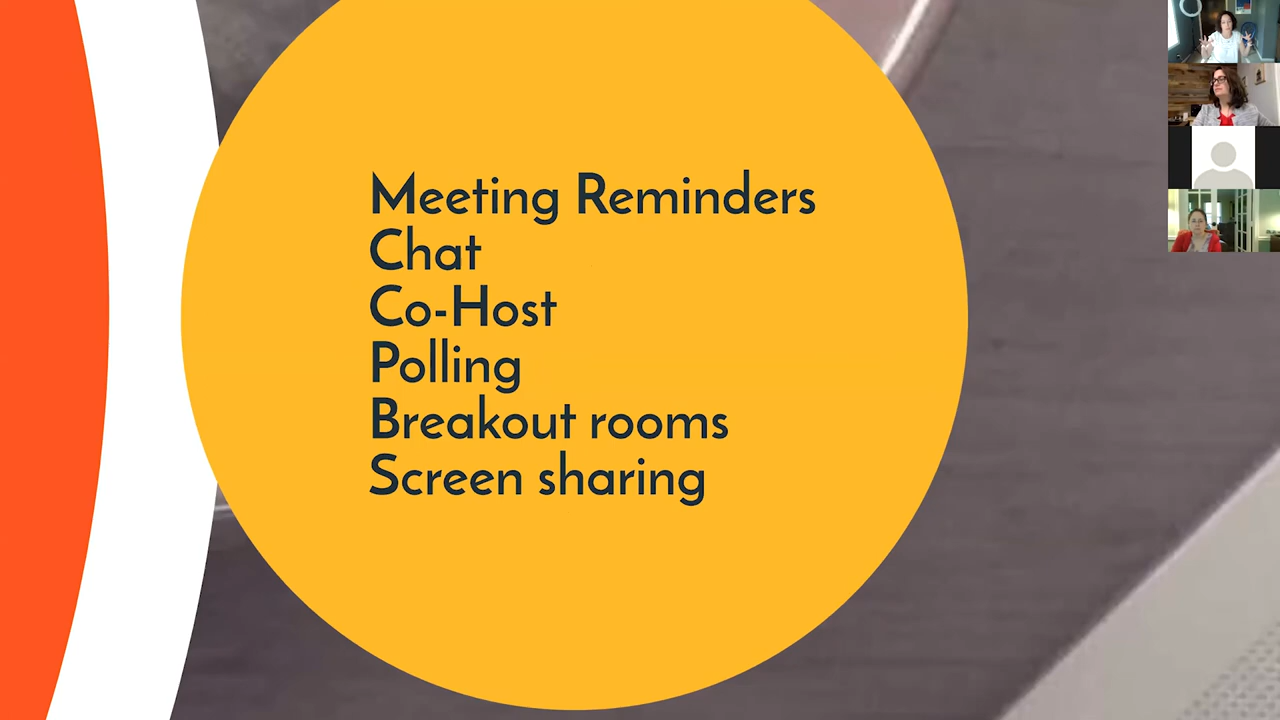 Meeting Reminders
Chat
Co-Host
Polling
Breakout rooms
Screen sharing